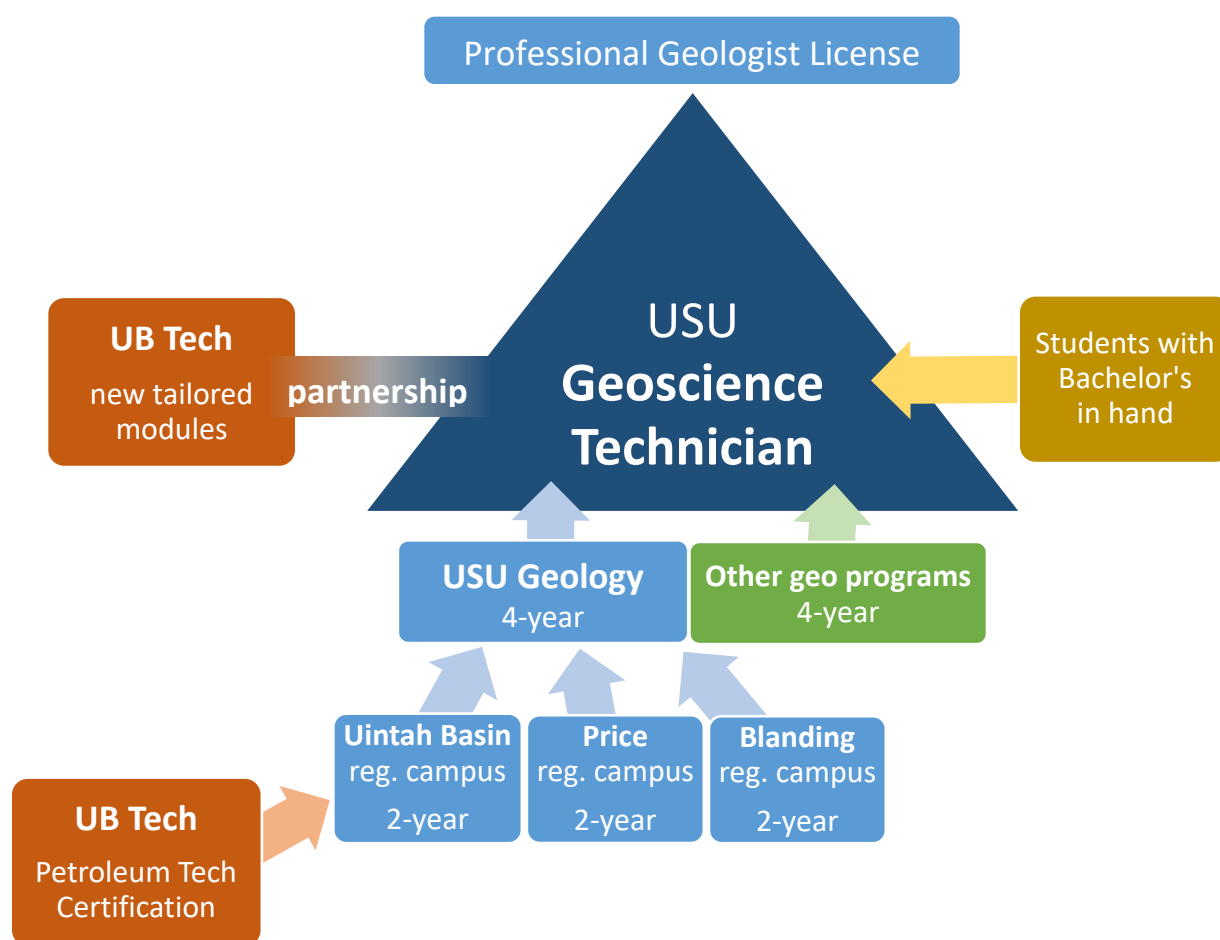 Professional Geologist License
USU
Geoscience
Technician
UB Tech
new tailored
modules
partnership
Students with
Bachelor's
in hand
USU Geology
4-year
Other geo programs
4-year
Uintah Basin
reg. campus
2-year
Price
reg. campus
2-year
Blanding
reg. campus
2-year
UB Tech
Petroleum Tech
Certification